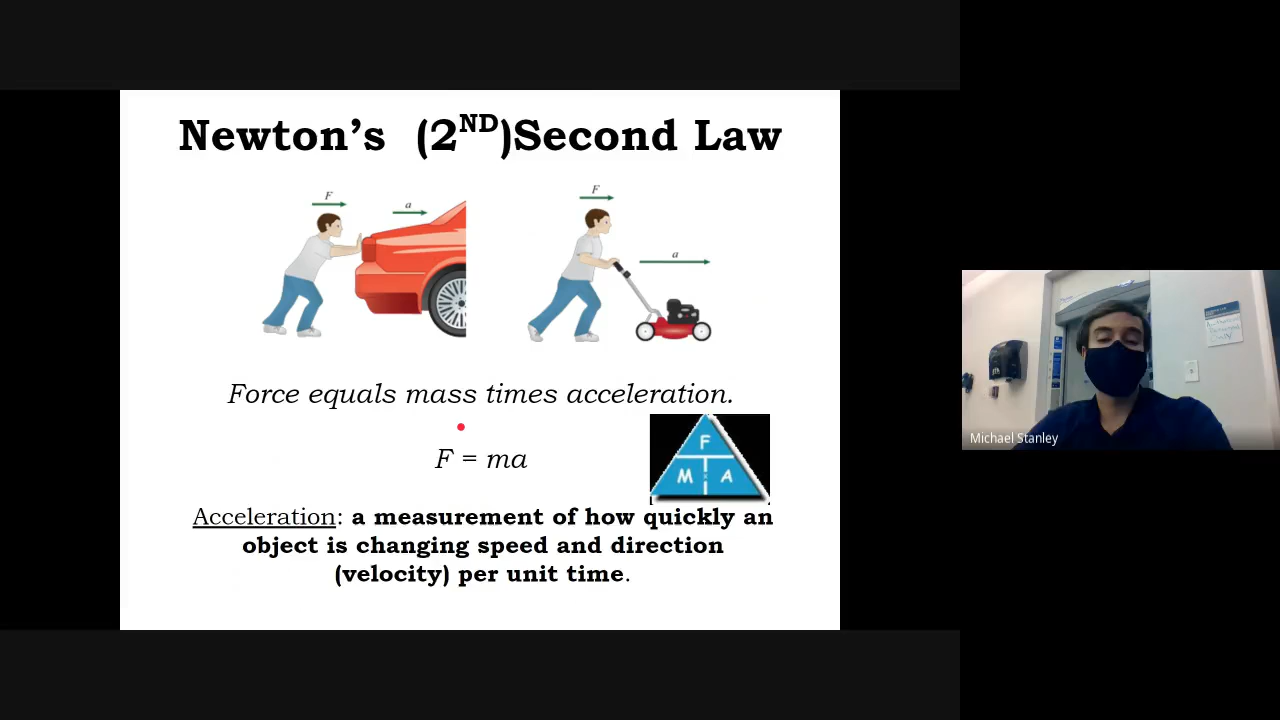 Newton's (2ND)Second Law
F
a
F
a
Force equals mass times acceleration.
F = ma
F
M x A
Acceleration: a measurement of how quickly an
object is changing speed and direction
(velocity) per unit time.
Michael Stanley